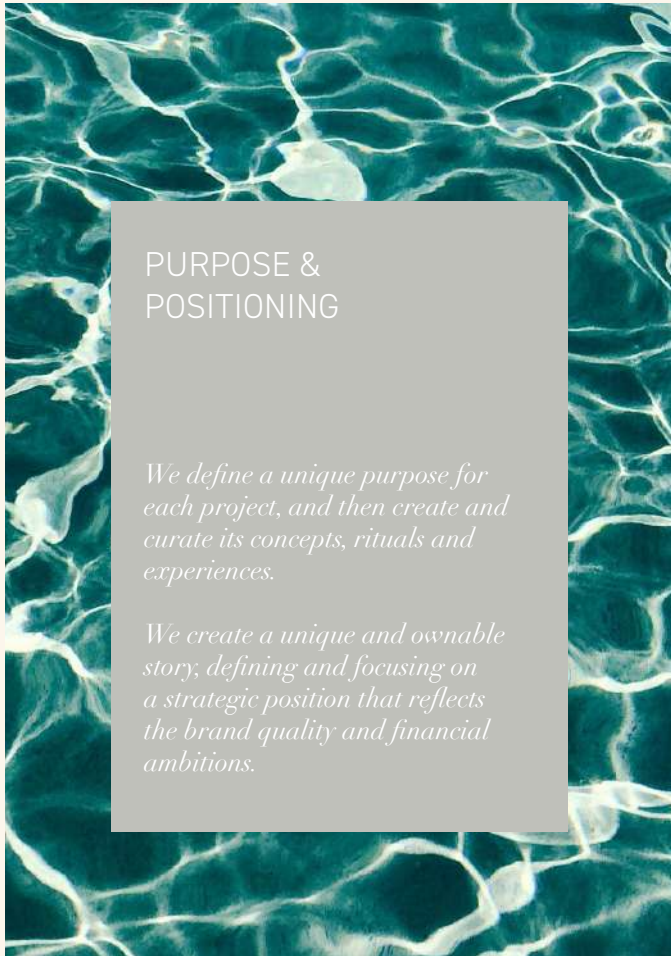 PURPOSE &
POSITIONING
We define a unique purpose for
each project, and then create and
curate its concepts, rituals and
experiences.
We create a unique and ownable
story, defining and focusing on
a strategic position that reflects
the brand quality and financial
ambitions.